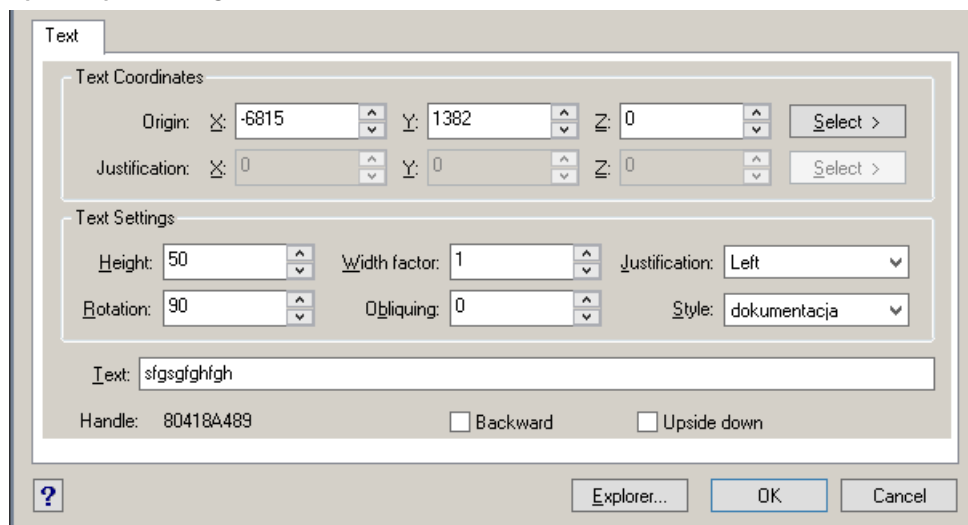 Text
Text Coordinates
Origin: X: -6815 Y: 1382 Z: 0 Select >
Justification: X: 0 Y: 0 Z: 0 Select >
Text Settings
Height: 50 Width factor: 1 Justification: Left
Rotation: 90 Obliquing: 0 Style: dokumentacja
Text: sfgsgfghfgh
Handle: 80418A489 Backward Upside down
? Explorer... OK Cancel